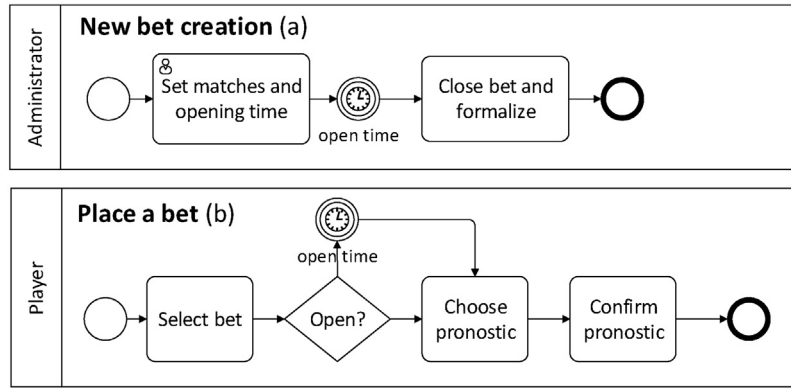 New bet creation (a)
Administrator
Set matches and
opening time
open time
Close bet and
formalize
Place a bet (b)
Player
open time
Select bet
Open?
Choose
pronostic
Confirm
pronostic